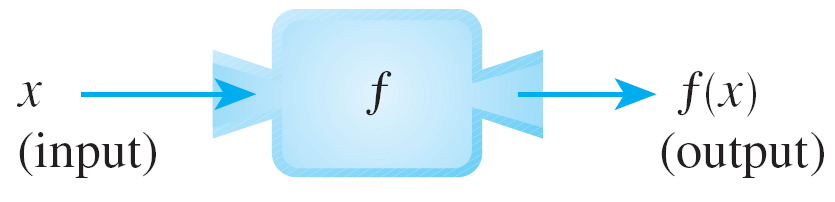 x f f(x)
(input) (output)